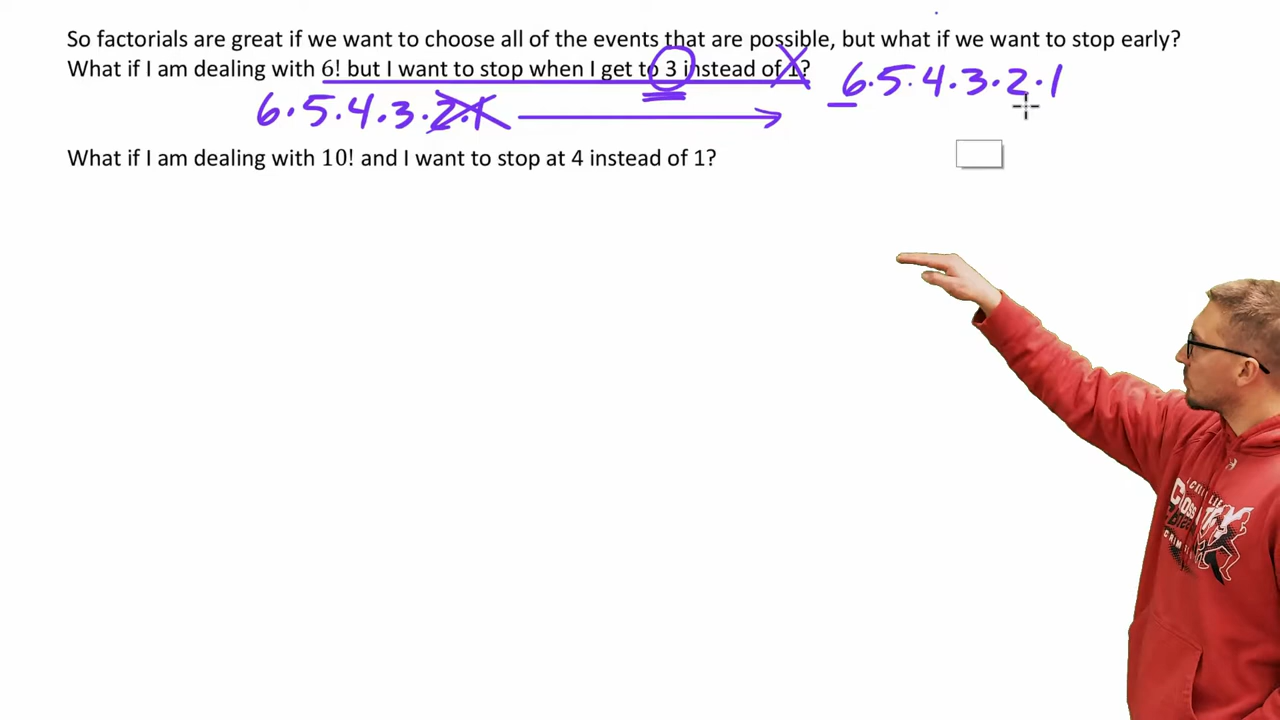 So factorials are great if we want to choose all of the events that are possible, but what if we want to stop early?
What if I am dealing with 6! but I want to stop when I get to 3 instead of 1?
6·5·4·3·2·1
6·5·4·3·2·1
What if I am dealing with 10! and I want to stop at 4 instead of 1?